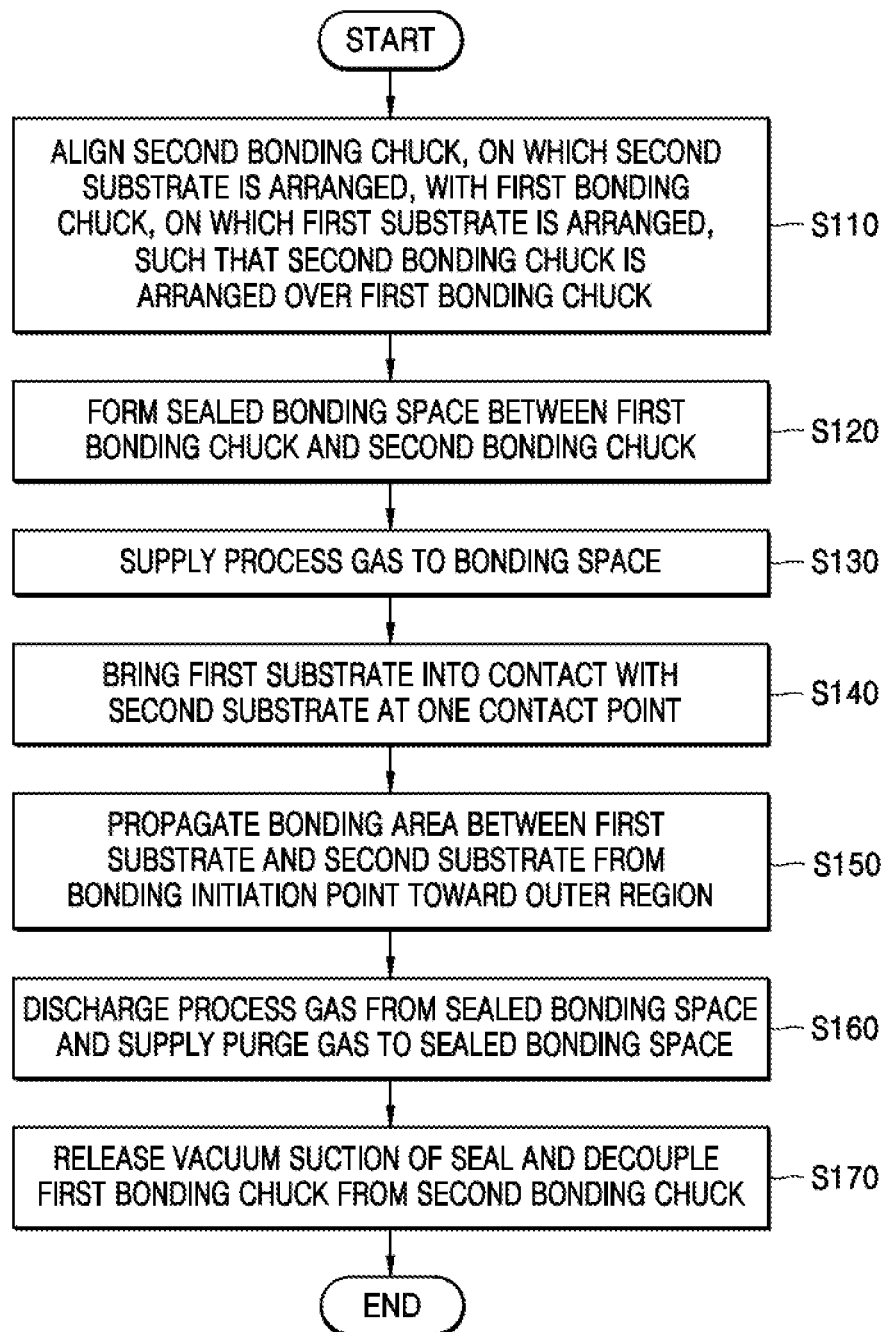 START
ALIGN SECOND BONDING CHUCK, ON WHICH SECOND
SUBSTRATE IS ARRANGED, WITH FIRST BONDING
CHUCK, ON WHICH FIRST SUBSTRATE IS ARRANGED,
SUCH THAT SECOND BONDING CHUCK IS
ARRANGED OVER FIRST BONDING CHUCK
S110
FORM SEALED BONDING SPACE BETWEEN FIRST
BONDING CHUCK AND SECOND BONDING CHUCK
S120
SUPPLY PROCESS GAS TO BONDING SPACE
S130
BRING FIRST SUBSTRATE INTO CONTACT WITH
SECOND SUBSTRATE AT ONE CONTACT POINT
S140
PROPAGATE BONDING AREA BETWEEN FIRST
SUBSTRATE AND SECOND SUBSTRATE FROM
BONDING INITIATION POINT TOWARD OUTER REGION
S150
DISCHARGE PROCESS GAS FROM SEALED BONDING SPACE
AND SUPPLY PURGE GAS TO SEALED BONDING SPACE
S160
RELEASE VACUUM SUCTION OF SEAL AND DECOUPLE
FIRST BONDING CHUCK FROM SECOND BONDING CHUCK
S170
END